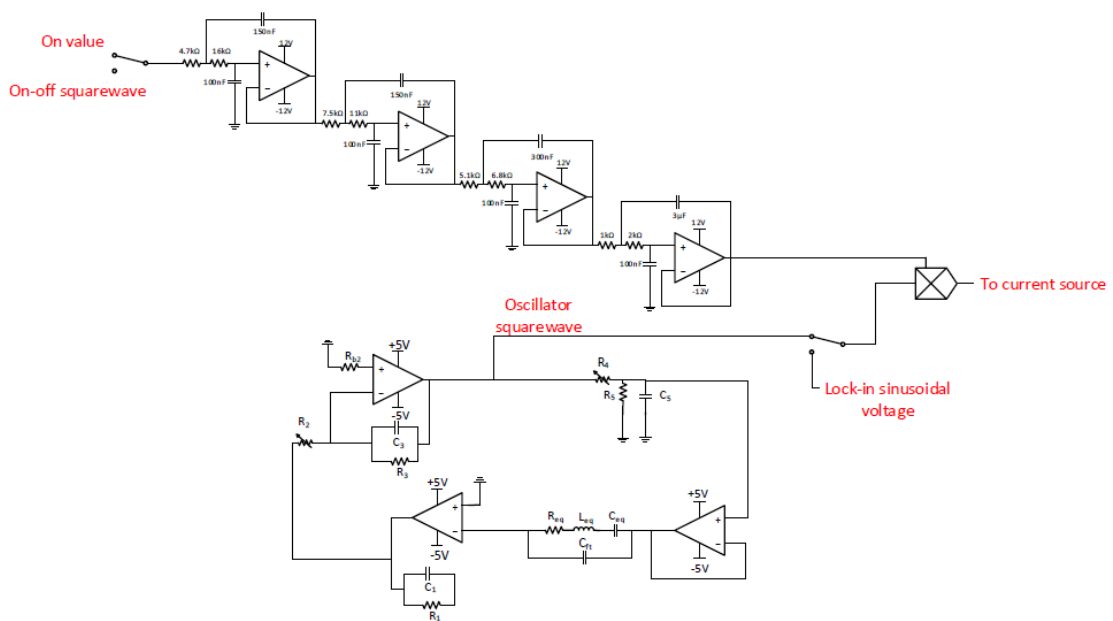 On value
On-off squarewave
4.7kΩ
16kΩ
150nF
100nF
12V
-12V
+
−
7.5kΩ
11kΩ
150nF
100nF
12V
-12V
+
−
5.1kΩ
6.8kΩ
300nF
100nF
12V
-12V
+
−
1kΩ
2kΩ
3µF
100nF
12V
-12V
+
−
To current source
Oscillator
squarewave
Lock-in sinusoidal
voltage
Rb2
+5V
-5V
+
−
R2
C3
R3
R4
R5
C5
+5V
-5V
+
−
C1
R1
Req
Leq
Ceq
Cft
+5V
-5V
+
−